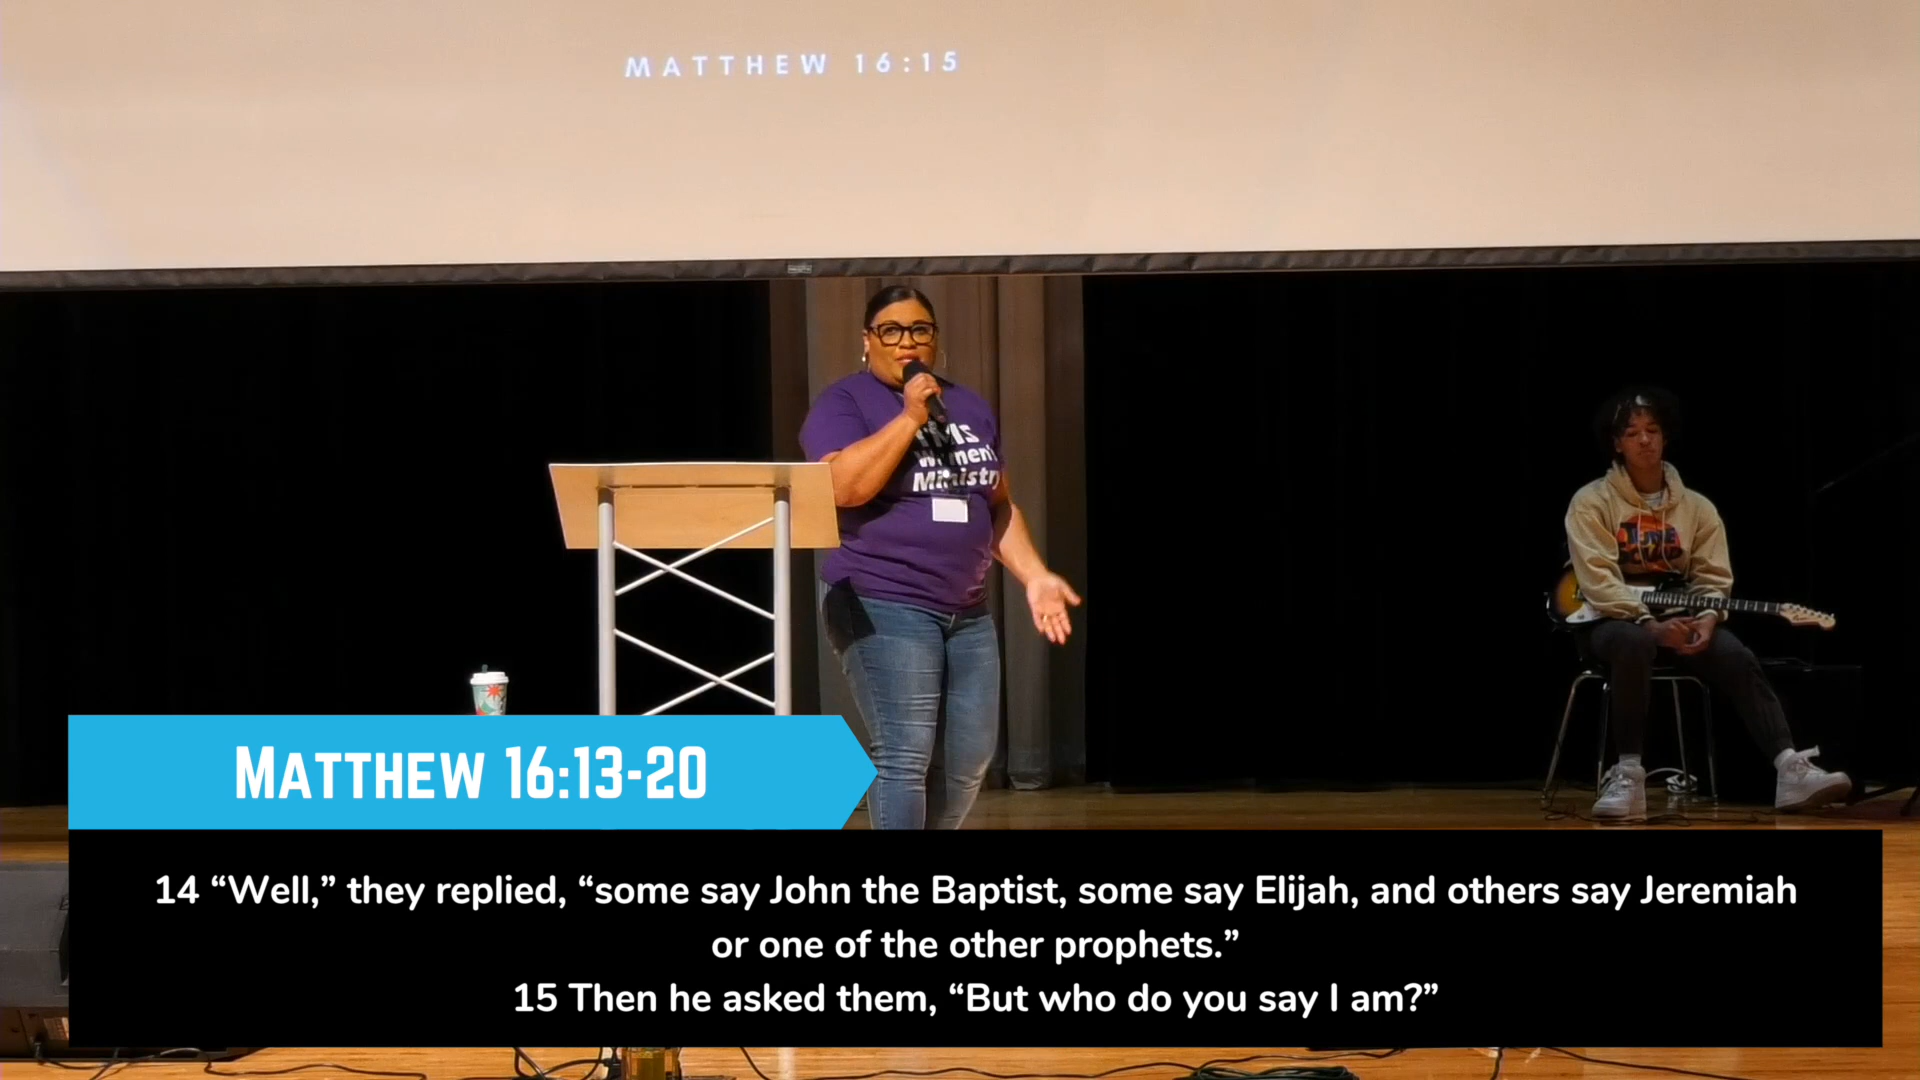 MATTHEW 16:15
Women's
Ministry
MATTHEW 16:13-20
14 “Well,” they replied, “some say John the Baptist, some say Elijah, and others say Jeremiah
or one of the other prophets.”
15 Then he asked them, “But who do you say I am?”